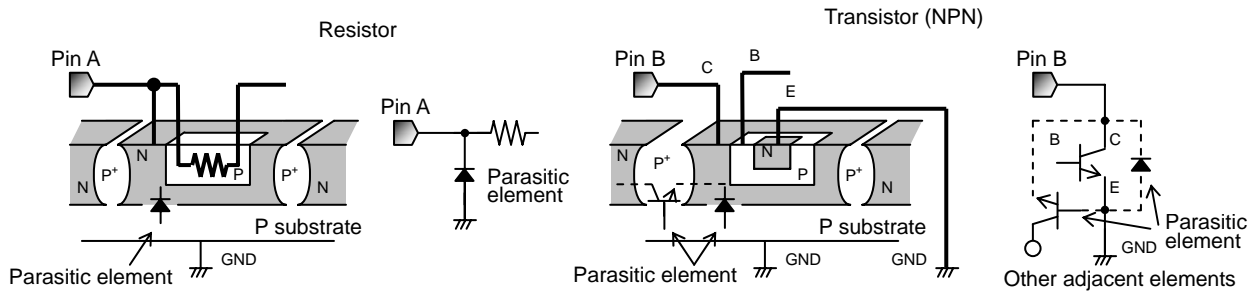 Resistor
Transistor (NPN)
Pin A
Pin B
C
B
E
Pin B
Pin A
N
N
P+
P
P+
N
Parasitic
element
P substrate
GND
Parasitic element
N
N
P+
N
P
P+
N
P substrate
GND
GND
Parasitic element
B
C
E
Parasitic
element
GND
Other adjacent elements